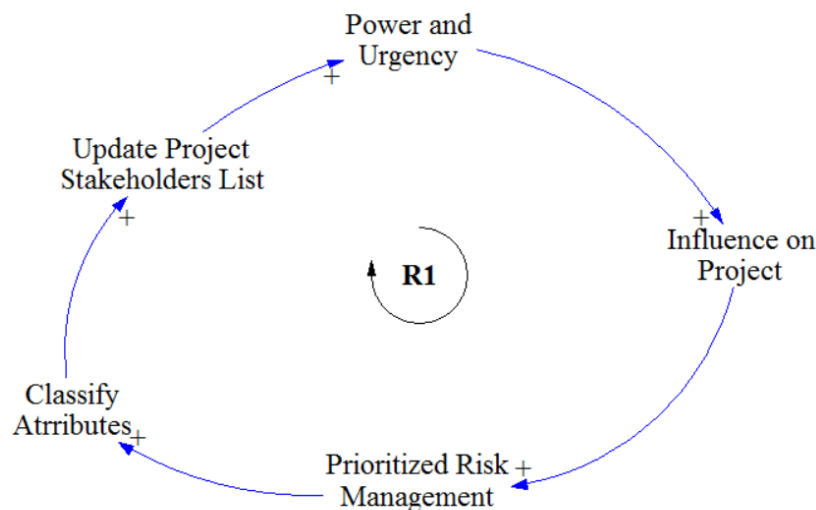 Power and
Urgency
+
Update Project
Stakeholders List
+
+
Influence on
Project
R1
Classify
Atrributes
+
Prioritized Risk
Management
+